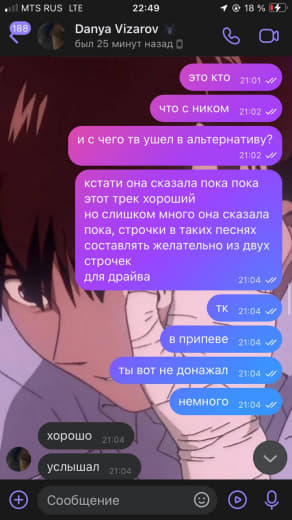 MTS RUS LTE
22:49
18 %
188
Danya Vizarov
был 25 минут назад
это кто 21:01
что с ником 21:02
и с чего тв ушел в альтернативу?
21:02
кстати она сказала пока пока
этот трек хороший
но слишком много она сказала
пока, строчки в таких песнях
составлять желательно из двух
строчек
для драйва
21:04
тк 21:04
в припеве 21:04
ты вот не донажал 21:04
немного 21:04
хорошо 21:04
услышал 21:04
Сообщение